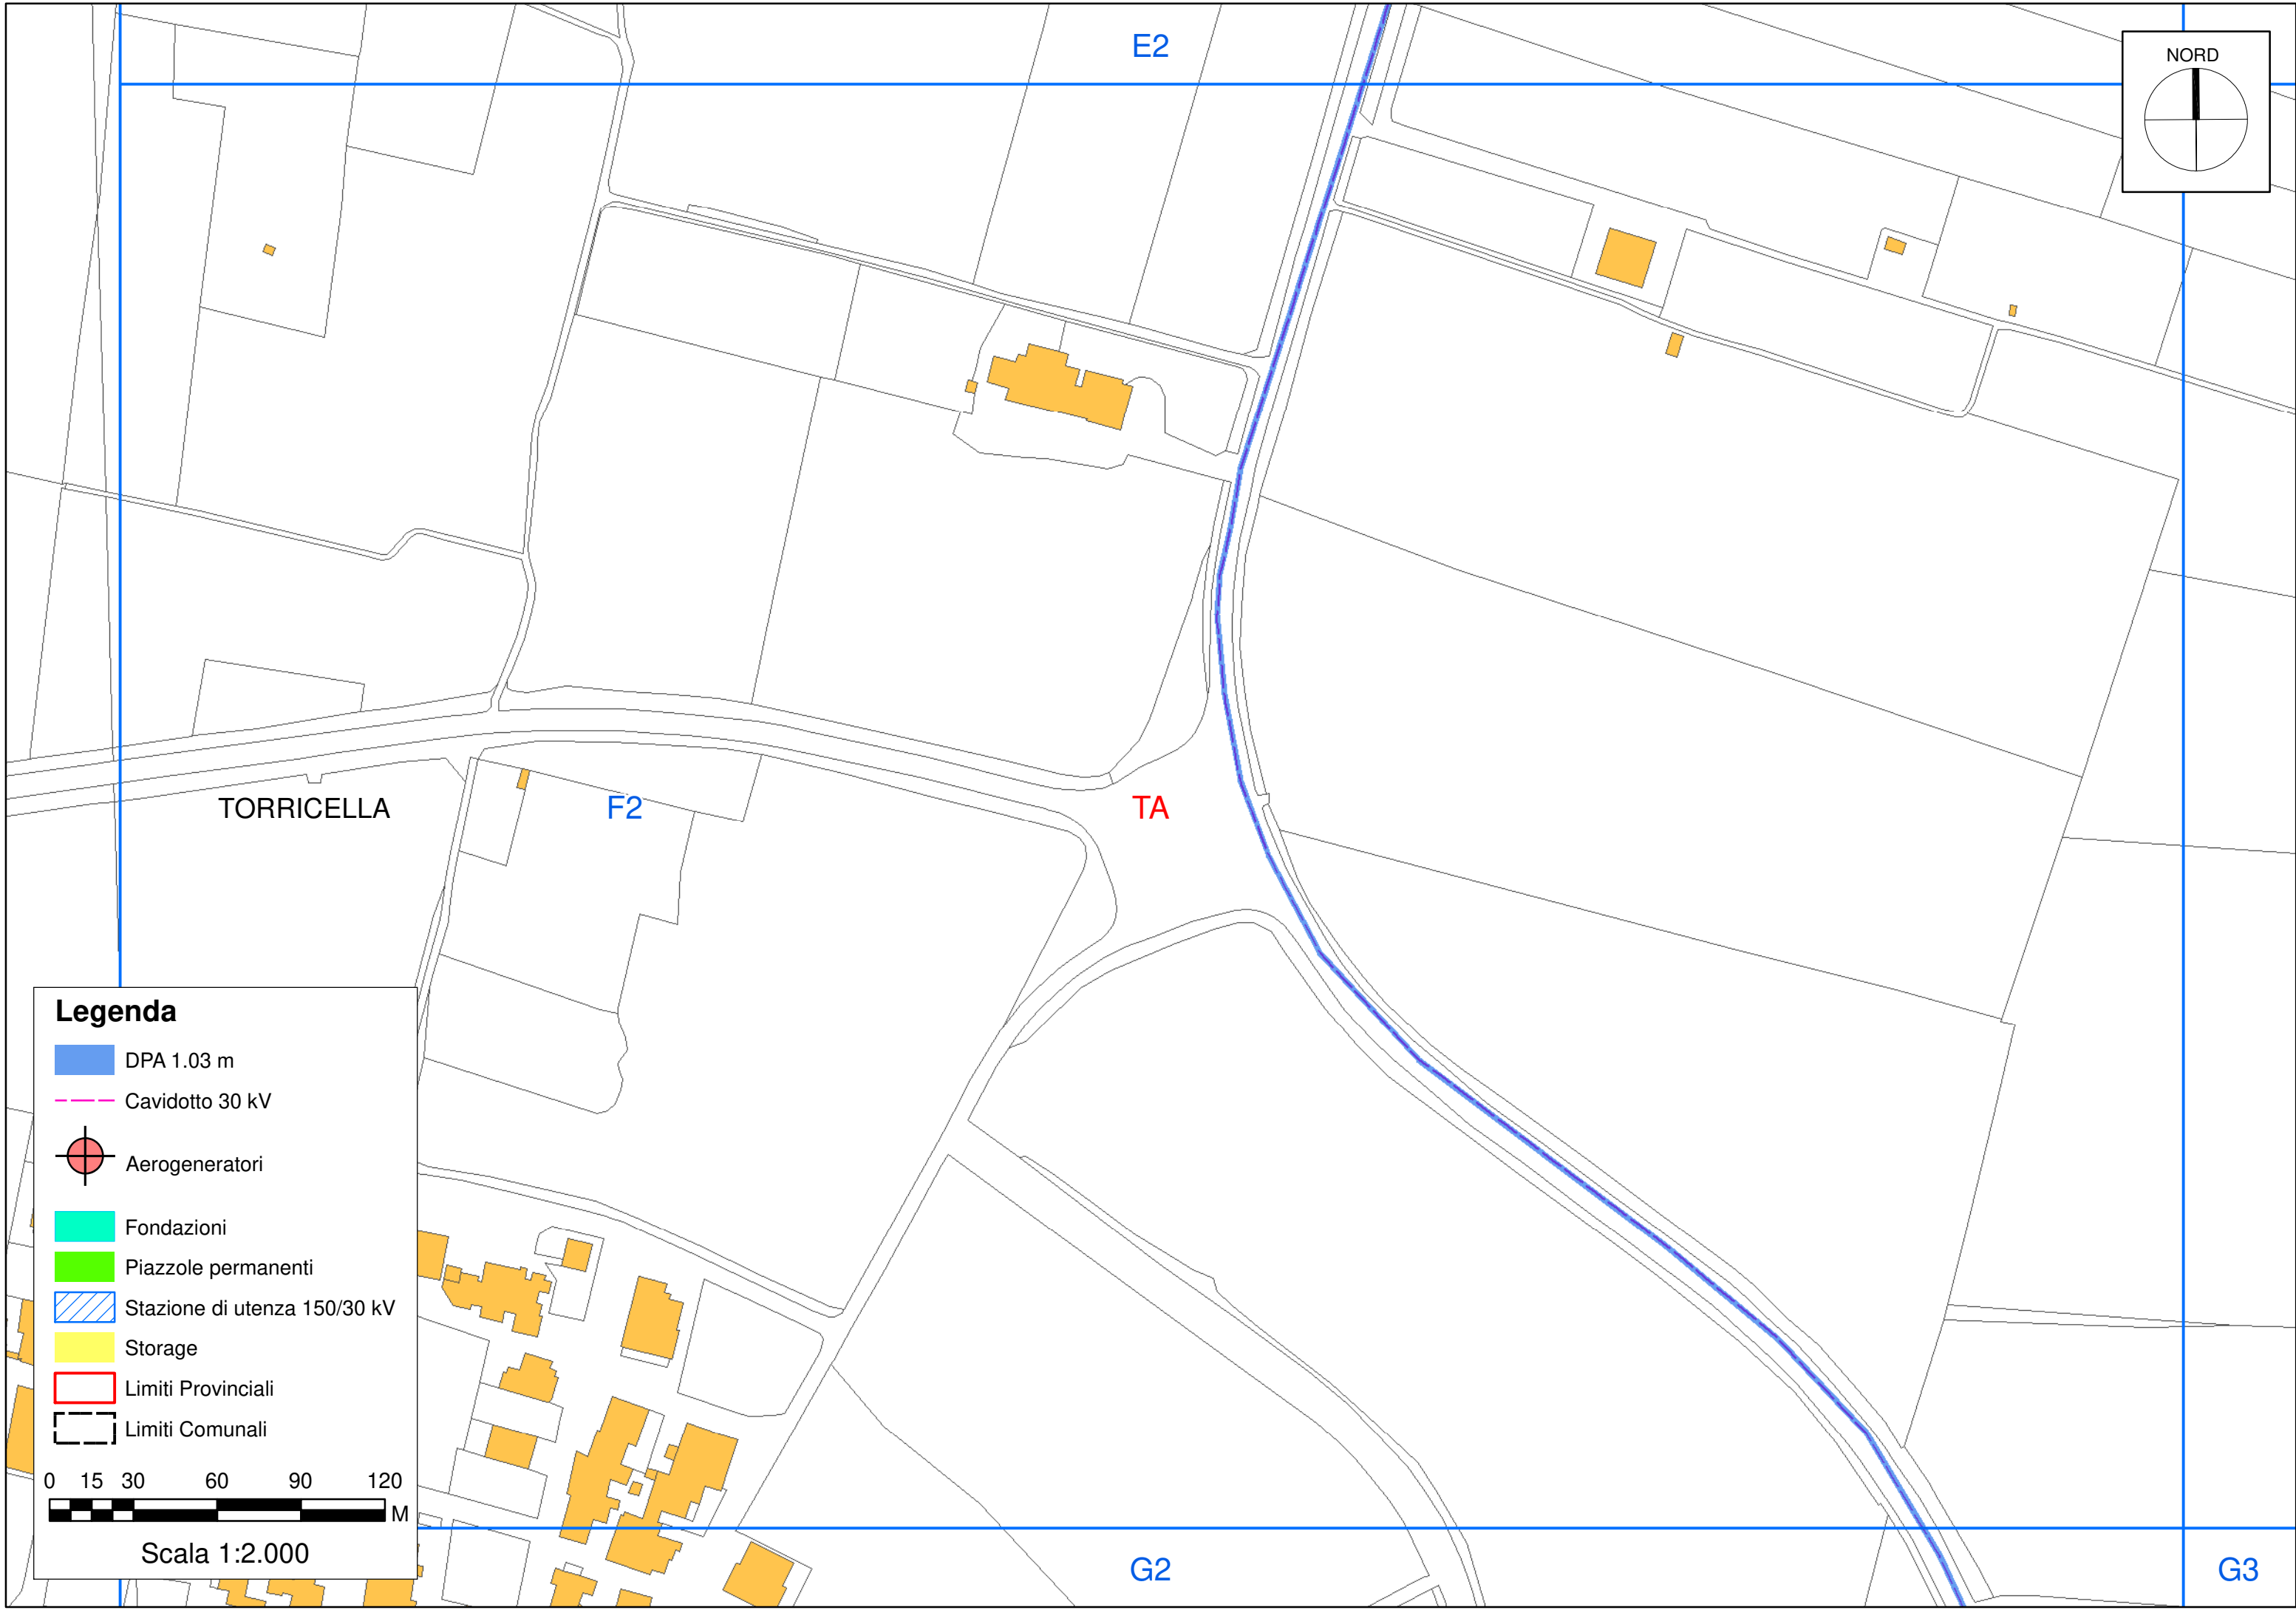 E2
NORD
TORRICELLA
F2
TA
Legenda
DPA 1.03 m
Cavidotto 30 kV
Aerogeneratori
Fondazioni
Piazzole permanenti
Stazione di utenza 150/30 kV
Storage
Limiti Provinciali
Limiti Comunali
0 15 30 60 90 120
M
Scala 1:2.000
G2
G3